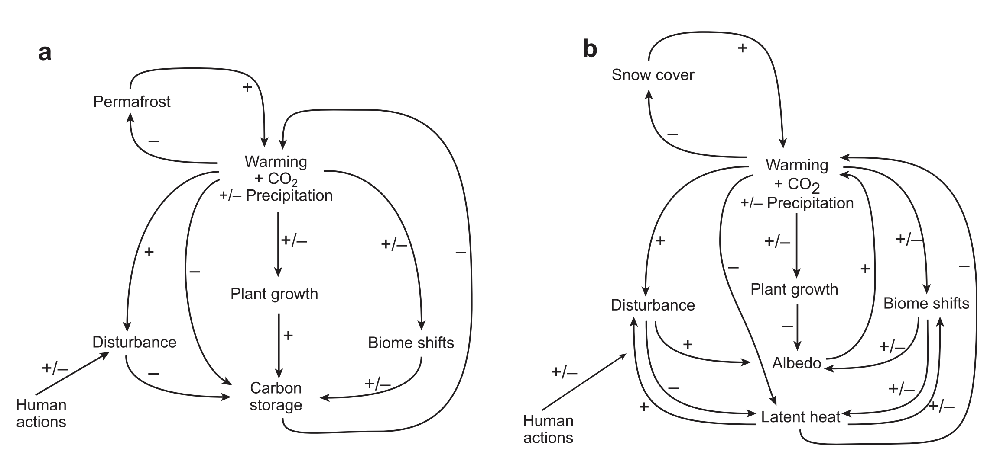 a
+
Permafrost
–
Warming
+ CO₂
+/– Precipitation
+
–
+/–
+/–
–
Plant growth
+
Disturbance
Biome shifts
+/–
–
+/–
Carbon
storage
Human
actions
b
+
Snow cover
–
Warming
+ CO₂
+/– Precipitation
+
+/–
+/–
–
+
–
Plant growth
Disturbance
Biome shifts
–
+
+/–
Albedo
+/–
–
+/–
+
+/–
Latent heat
Human
actions